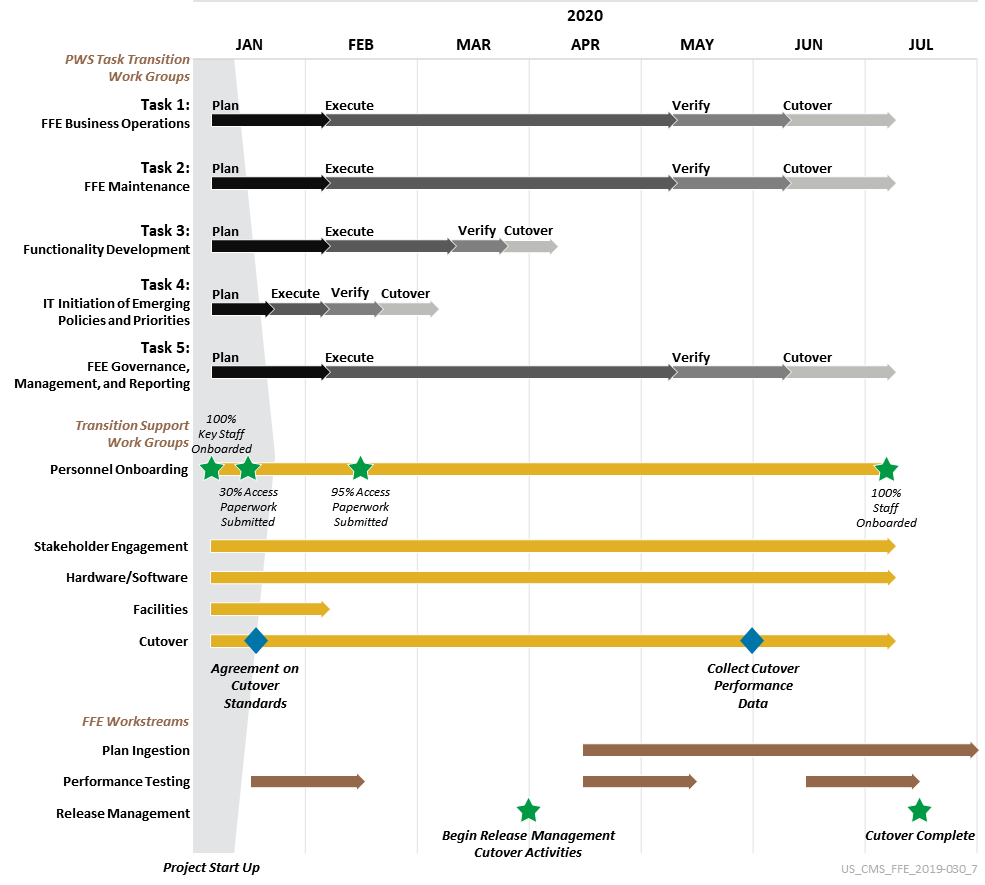 2020
JAN FEB MAR APR MAY JUN JUL
PWS Task Transition
Work Groups
Task 1:
FFE Business Operations
Plan Execute Verify Cutover
Task 2:
FFE Maintenance
Plan Execute Verify Cutover
Task 3:
Functionality Development
Plan Execute Verify Cutover
Task 4:
IT Initiation of Emerging
Policies and Priorities
Plan Execute Verify Cutover
Task 5:
FEE Governance,
Management, and Reporting
Plan Execute Verify Cutover
Transition Support
Work Groups
100%
Key Staff
Onboarded
Personnel Onboarding
30% Access
Paperwork
Submitted
95% Access
Paperwork
Submitted
100%
Staff
Onboarded
Stakeholder Engagement
Hardware/Software
Facilities
Cutover
Agreement on
Cutover
Standards
Collect Cutover
Performance
Data
FFE Workstreams
Plan Ingestion
Performance Testing
Release Management
Begin Release Management
Cutover Activities
Cutover Complete
Project Start Up
US_CMS_FFE_2019-030_7